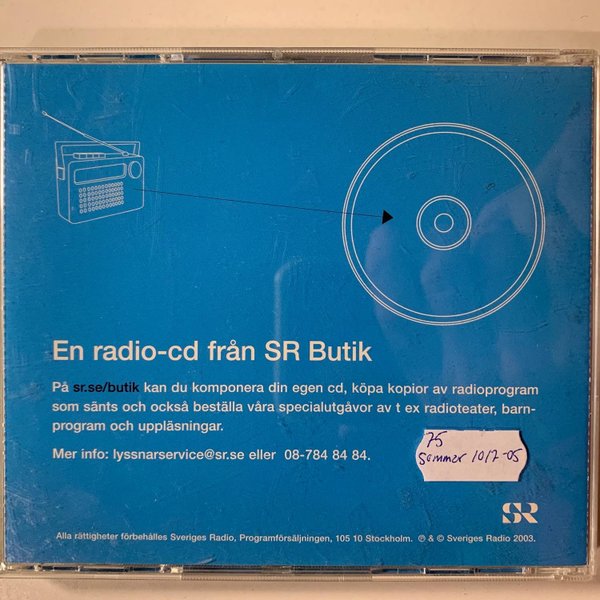 En radio-cd från SR Butik
På sr.se/butik kan du komponera din egen cd, köpa kopior av radioprogram
som sänts och också beställa våra specialutgåvor av t ex radioteater, barn-
program och uppläsningar.
Mer info: lyssnarservice@sr.se eller 08-784 84 84.
75
Sommar 10/7-05
SR
Alla rättigheter förbehålles Sveriges Radio, Programförsäljningen, 105 10 Stockholm. ℗ & © Sveriges Radio 2003.